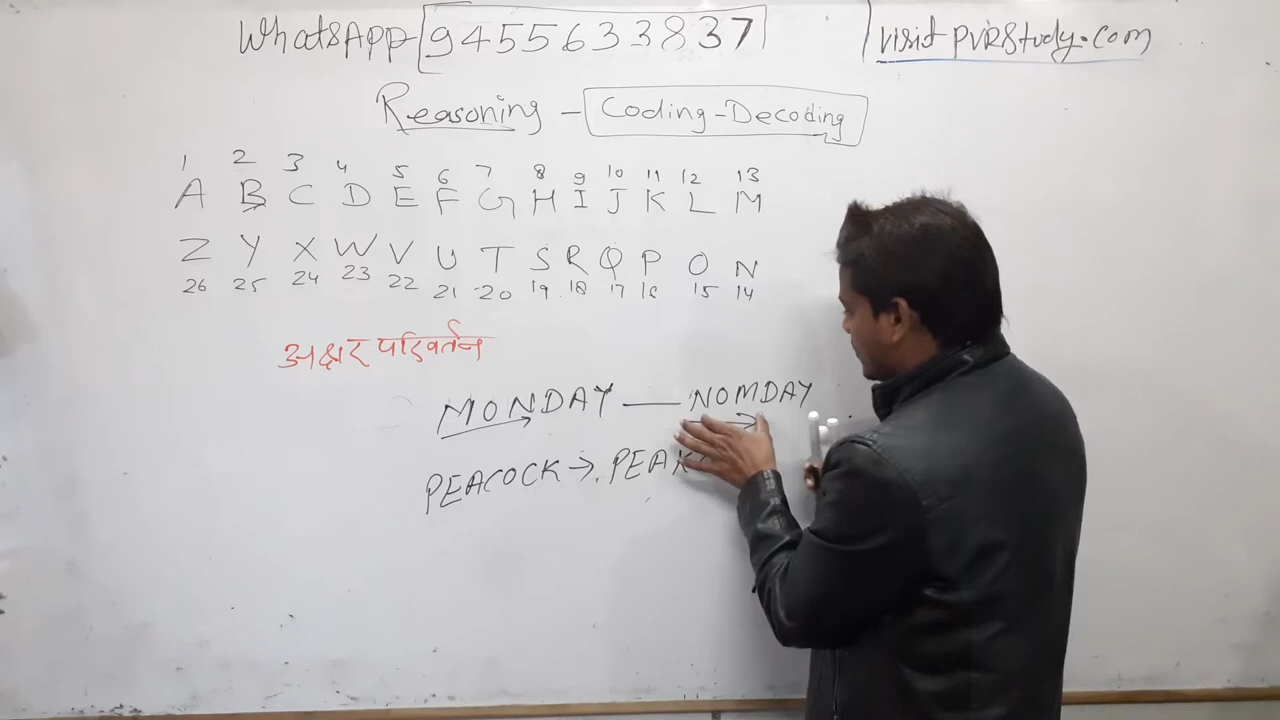 WhatsApp-9455633837
visit PVRStudy.com
Reasoning - Coding-Decoding
1 2 3 4 5 6 7 8 9 10 11 12 13
A B C D E F G H I J K L M
Z Y X W V U T S R Q P O N
26 25 24 23 22 21 20 19 18 17 16 15 14
अक्षर परिवर्तन
MONDAY — NOMDAY
PEACOCK →